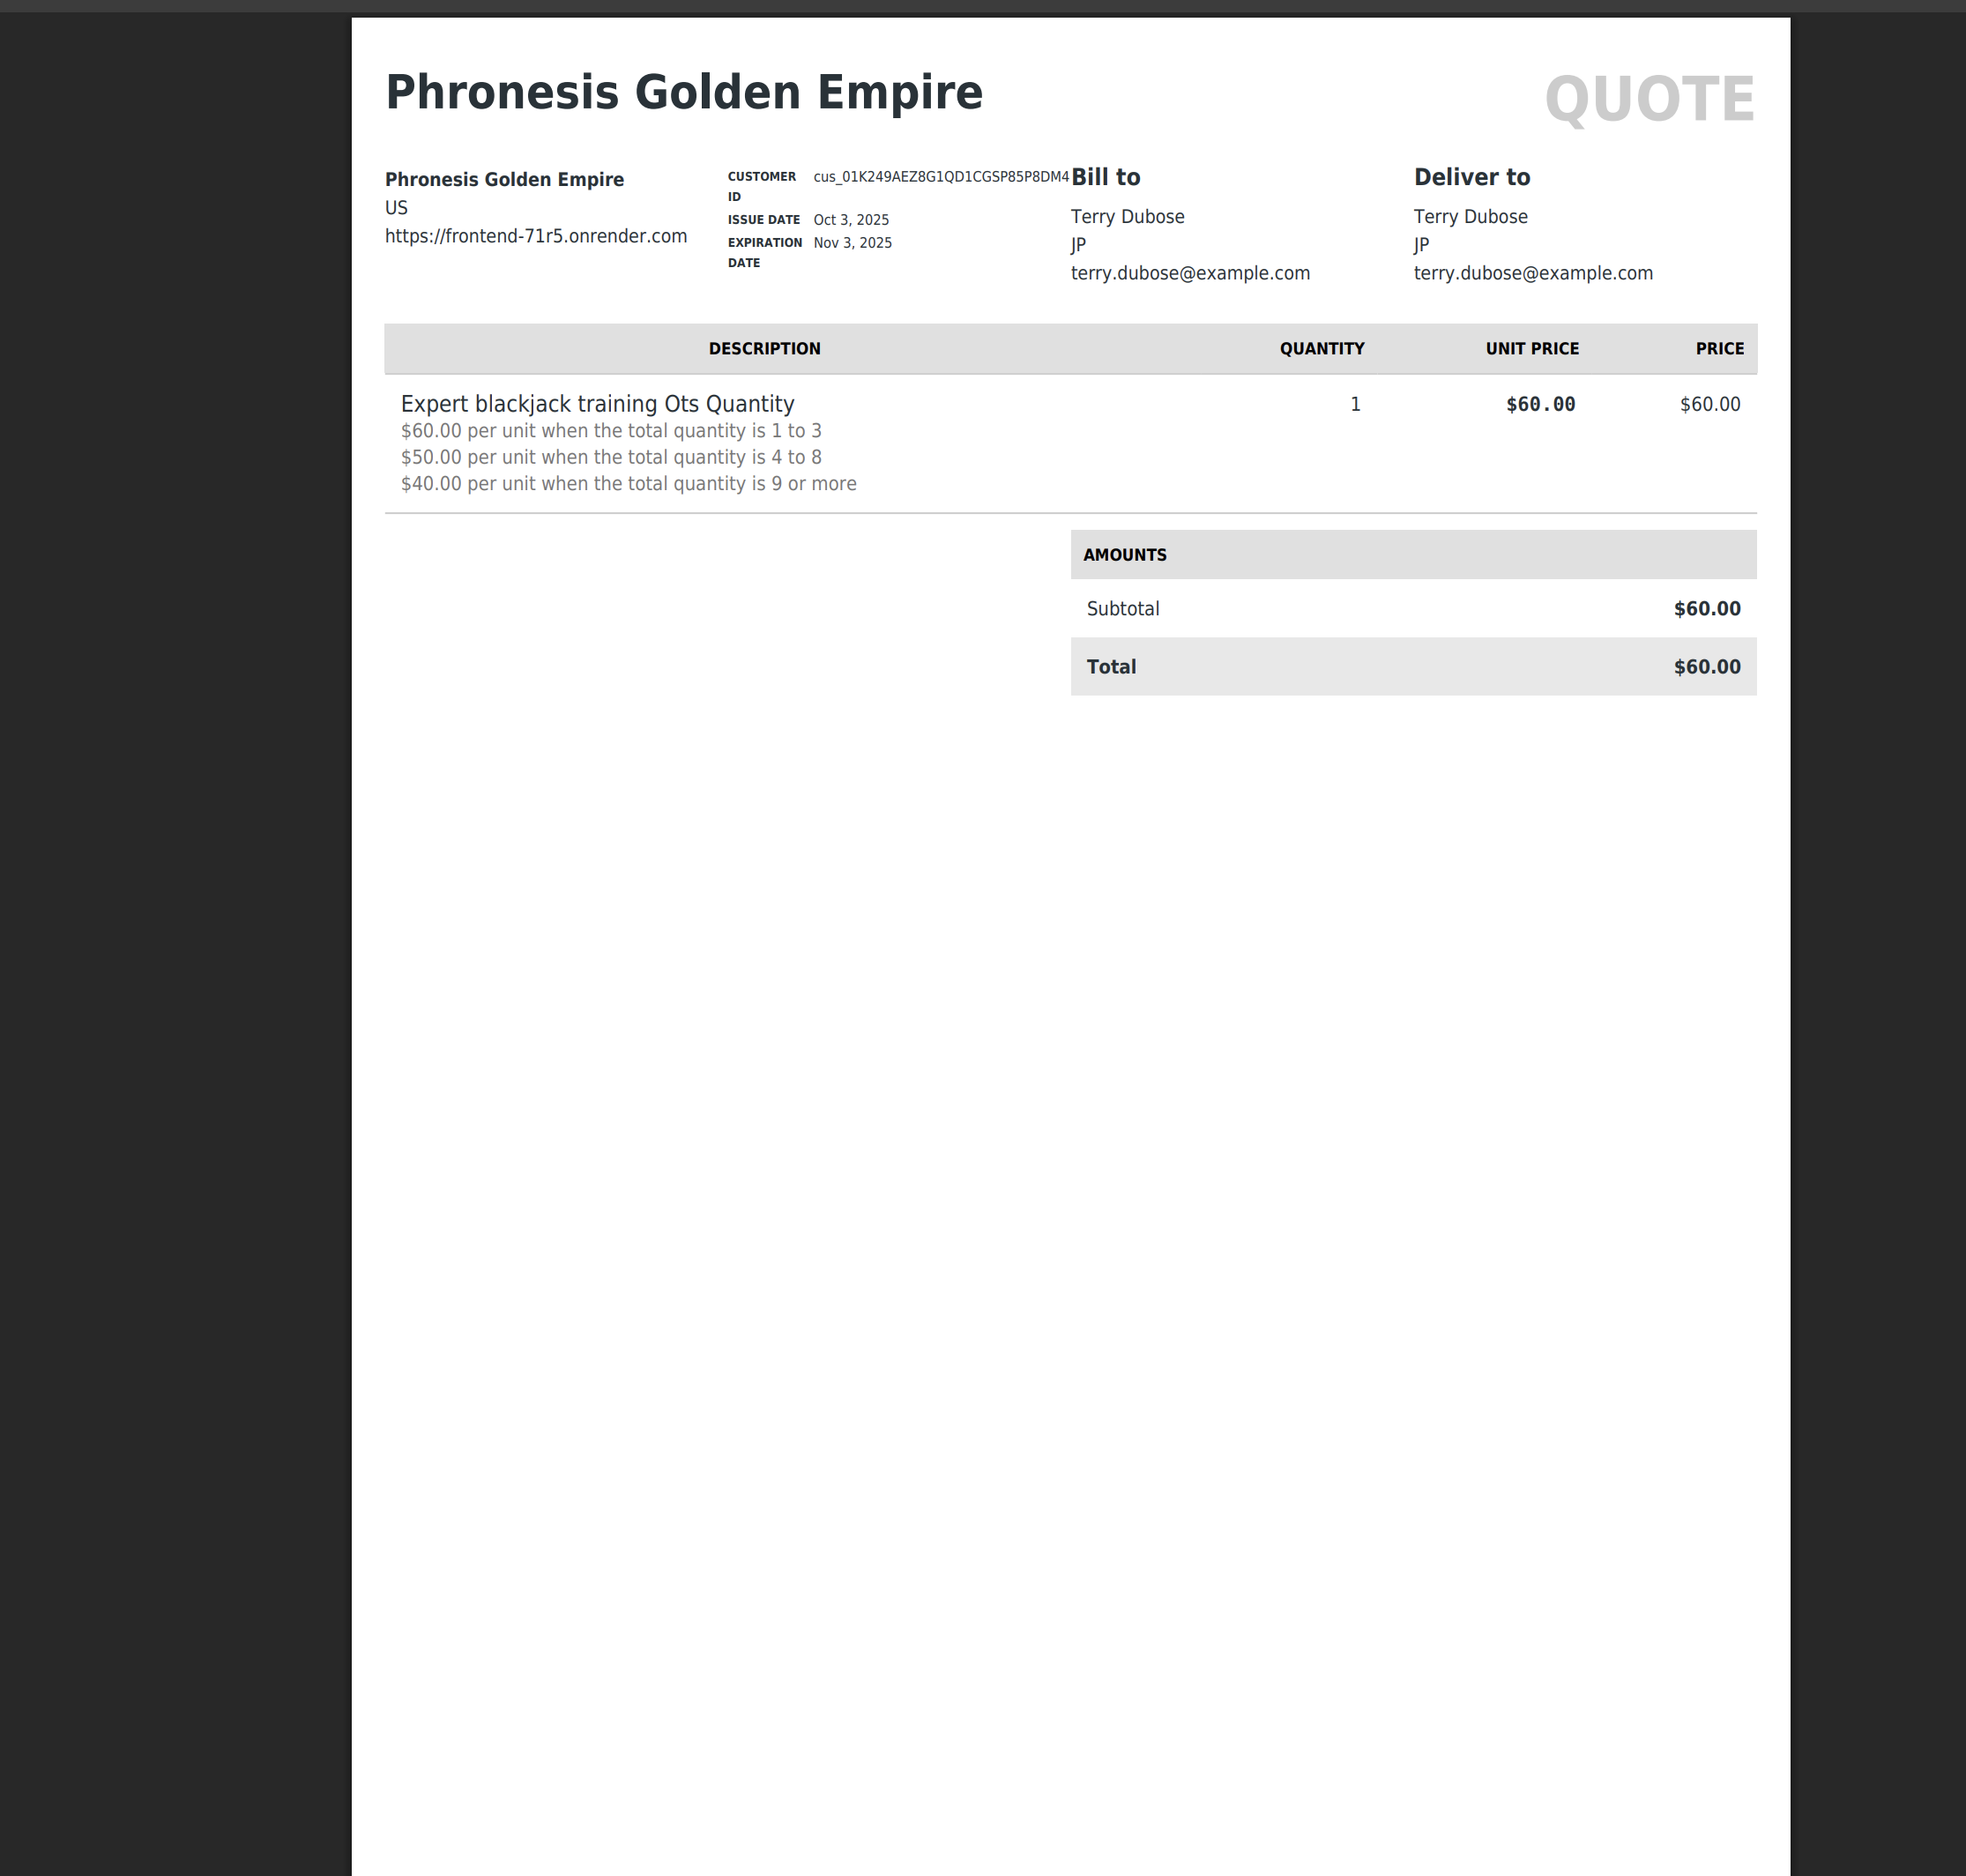 Phronesis Golden Empire
QUOTE
Phronesis Golden Empire
US
https://frontend-71r5.onrender.com
CUSTOMER ID cus_01K249AEZ8G1QD1CGSP85P8DM4
ISSUE DATE Oct 3, 2025
EXPIRATION DATE Nov 3, 2025
Bill to
Terry Dubose
JP
terry.dubose@example.com
Deliver to
Terry Dubose
JP
terry.dubose@example.com
DESCRIPTION QUANTITY UNIT PRICE PRICE
Expert blackjack training Ots Quantity 1 $60.00 $60.00
$60.00 per unit when the total quantity is 1 to 3
$50.00 per unit when the total quantity is 4 to 8
$40.00 per unit when the total quantity is 9 or more
AMOUNTS
Subtotal $60.00
Total $60.00